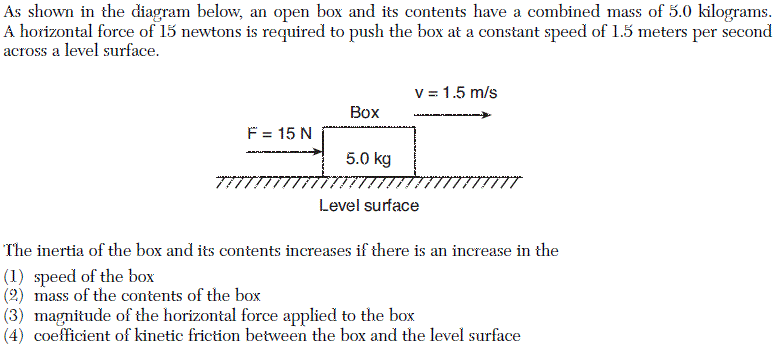 As shown in the diagram below, an open box and its contents have a combined mass of 5.0 kilograms.
A horizontal force of 15 newtons is required to push the box at a constant speed of 1.5 meters per second
across a level surface.
v = 1.5 m/s
Box
F = 15 N
5.0 kg
Level surface
The inertia of the box and its contents increases if there is an increase in the
(1) speed of the box
(2) mass of the contents of the box
(3) magnitude of the horizontal force applied to the box
(4) coefficient of kinetic friction between the box and the level surface